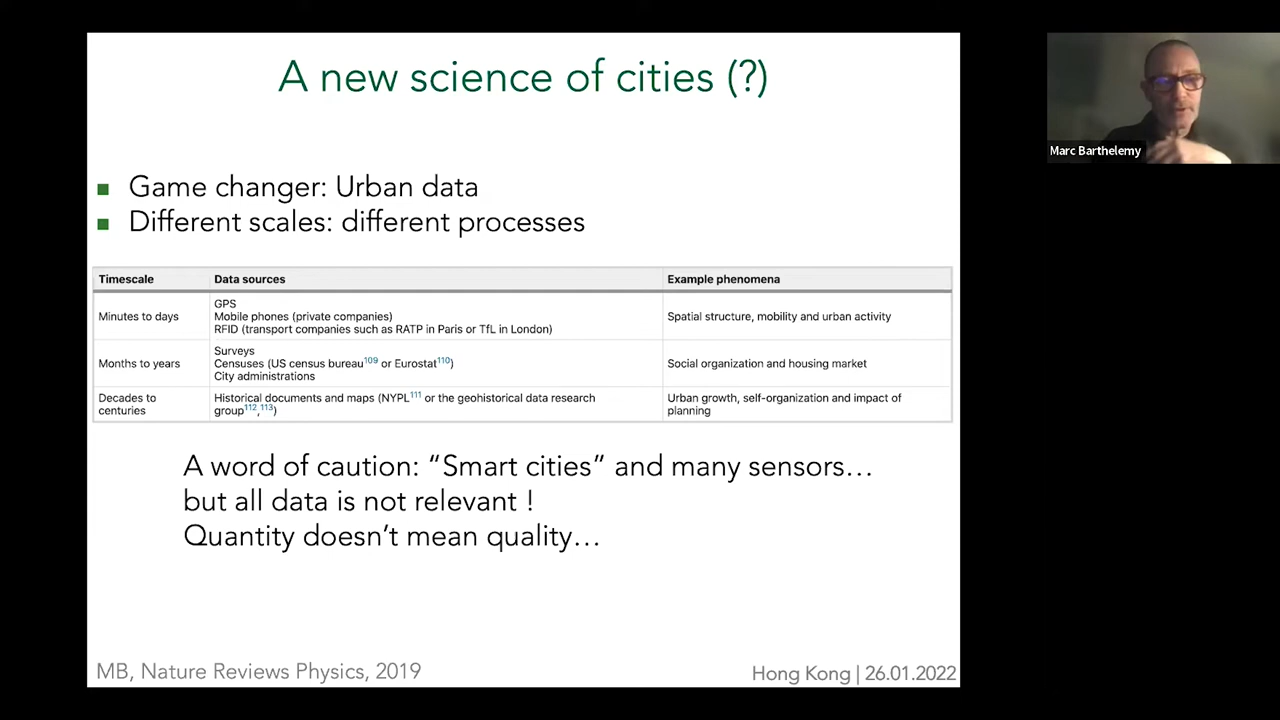 A new science of cities (?)
Marc Barthelemy
Game changer: Urban data
Different scales: different processes
Timescale Data sources Example phenomena
Minutes to days
GPS
Mobile phones (private companies)
RFID (transport companies such as RATP in Paris or TfL in London)
Spatial structure, mobility and urban activity
Months to years
Surveys
Censuses (US census bureau109 or Eurostat110)
City administrations
Social organization and housing market
Decades to
centuries
Historical documents and maps (NYPL111 or the geohistorical data research
group112,113)
Urban growth, self-organization and impact of
planning
A word of caution: “Smart cities” and many sensors…
but all data is not relevant !
Quantity doesn’t mean quality…
MB, Nature Reviews Physics, 2019
Hong Kong | 26.01.2022